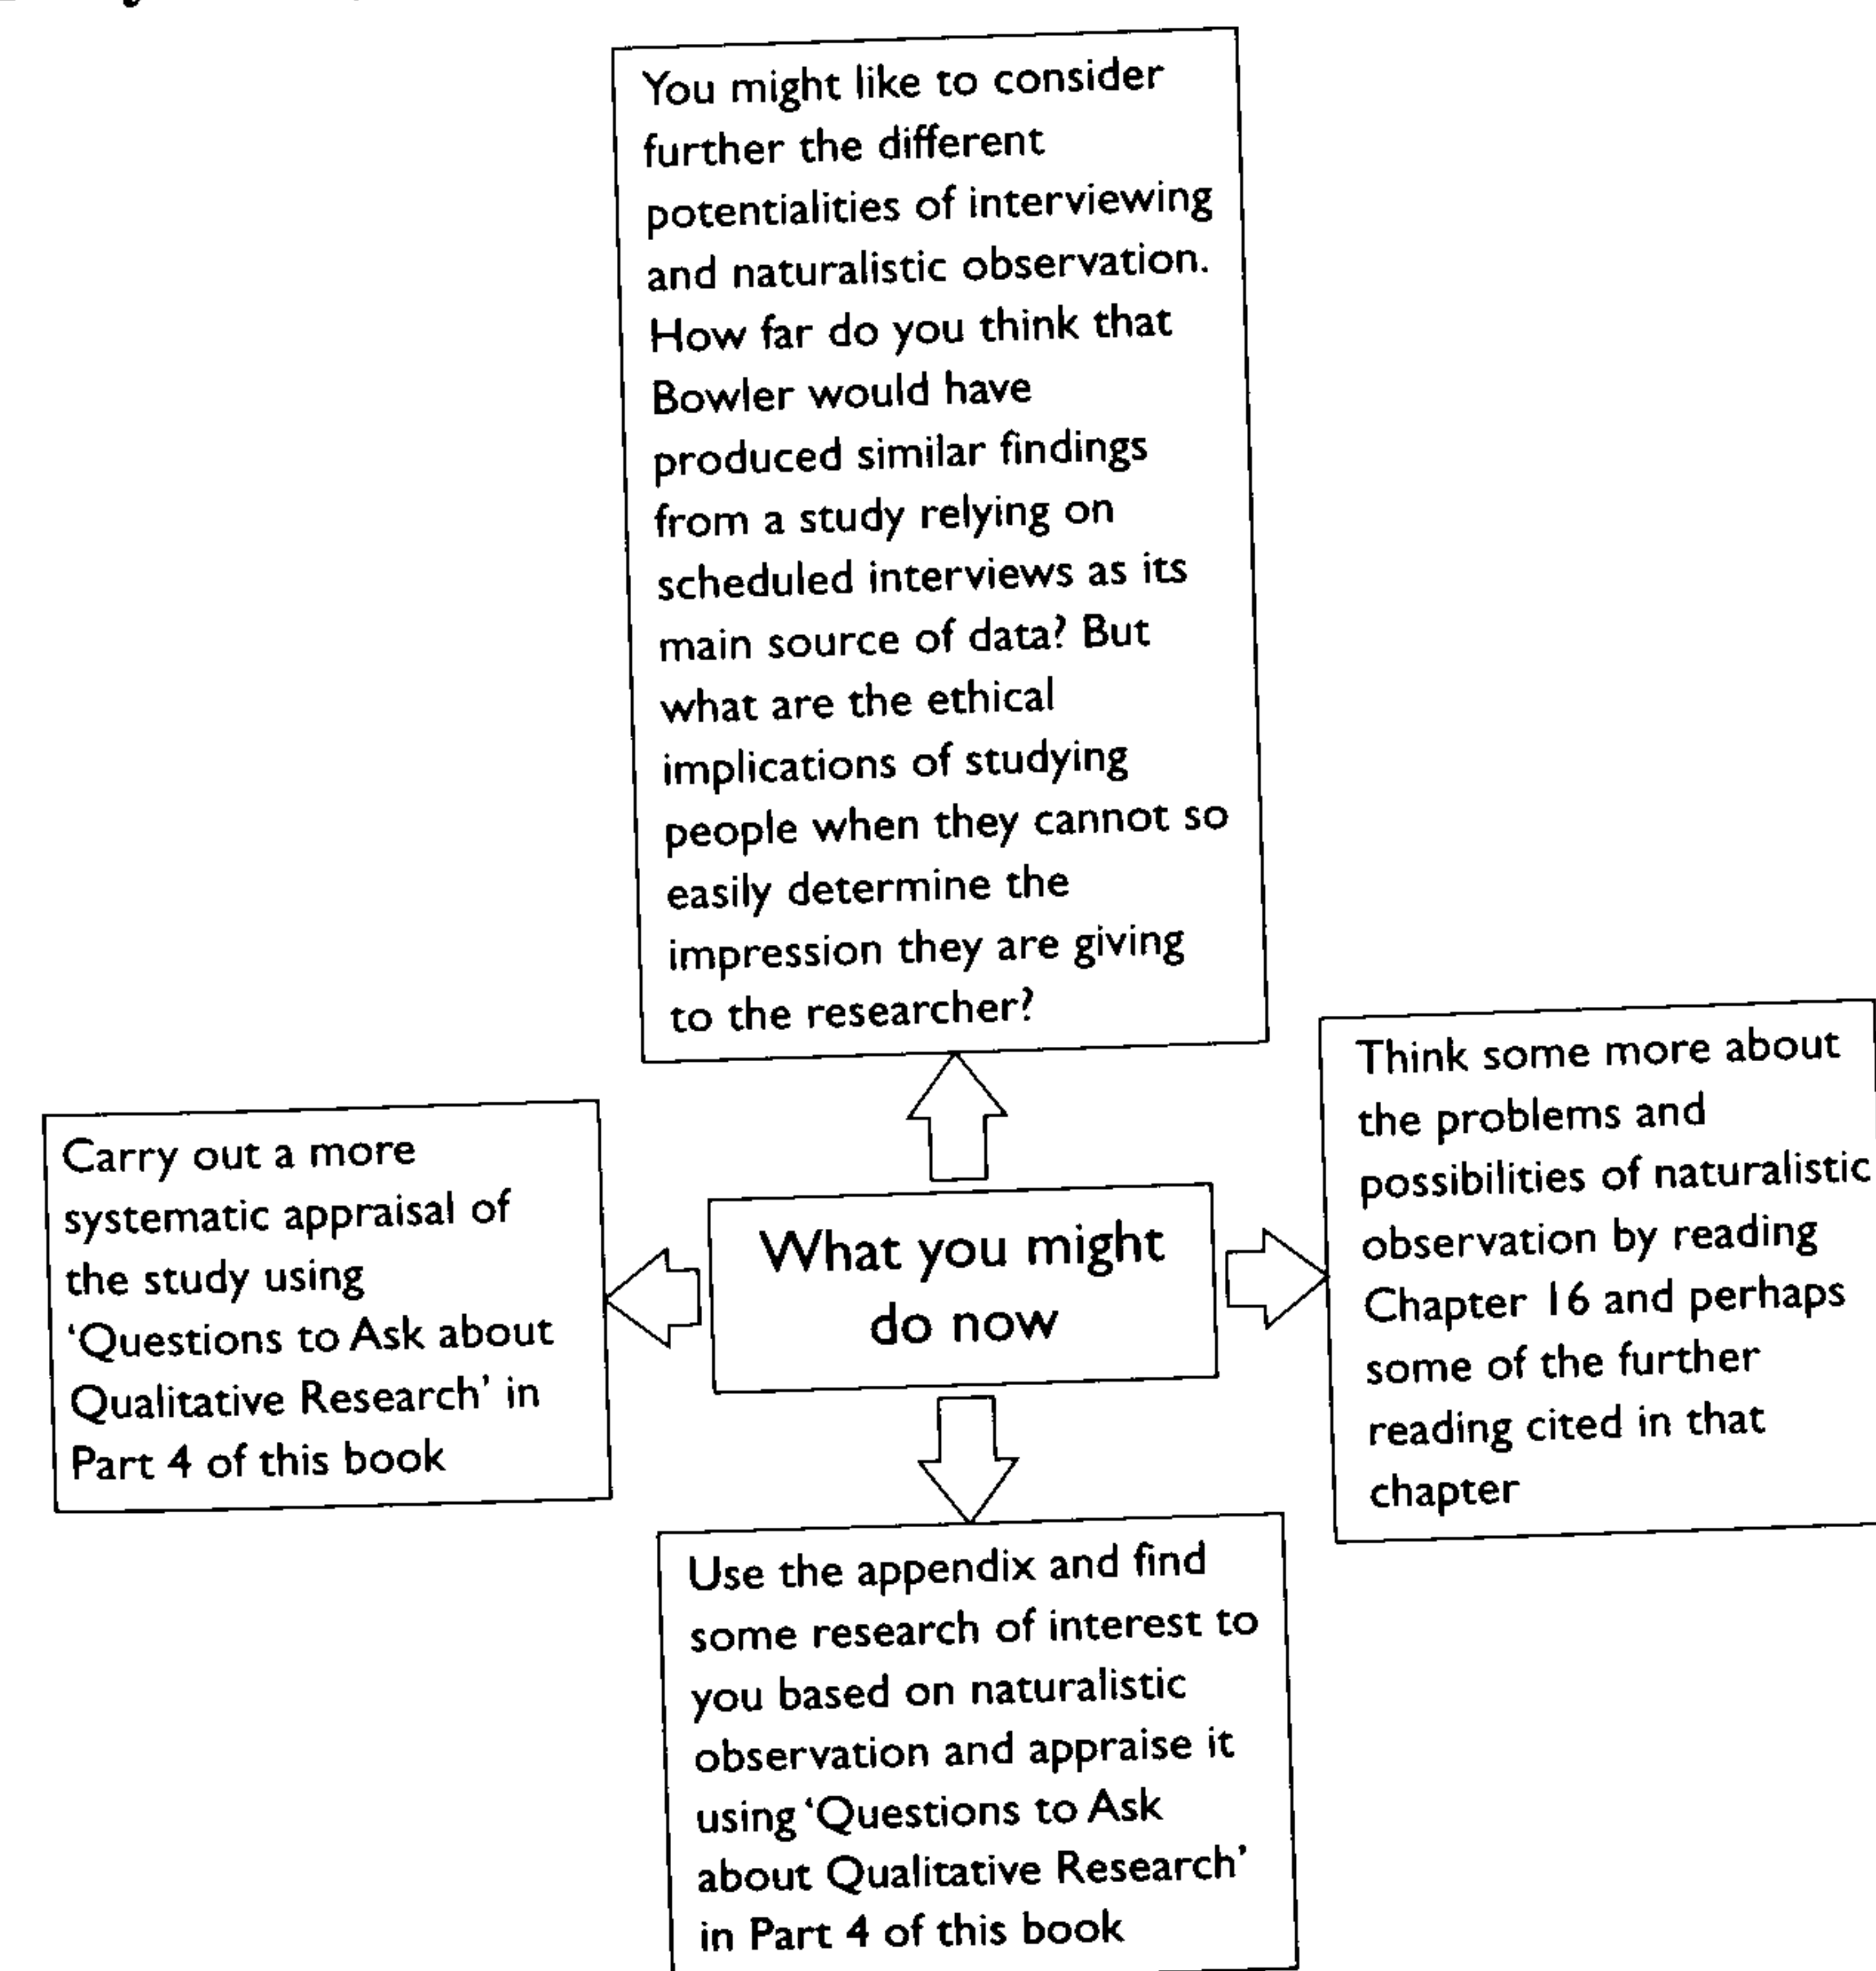 You might like to consider
further the different
potentialities of interviewing
and naturalistic observation.
How far do you think that
Bowler would have
produced similar findings
from a study relying on
scheduled interviews as its
main source of data? But
what are the ethical
implications of studying
people when they cannot so
easily determine the
impression they are giving
to the researcher?
Carry out a more
systematic appraisal of
the study using
‘Questions to Ask about
Qualitative Research’ in
Part 4 of this book
What you might
do now
Think some more about
the problems and
possibilities of naturalistic
observation by reading
Chapter 16 and perhaps
some of the further
reading cited in that
chapter
Use the appendix and find
some research of interest to
you based on naturalistic
observation and appraise it
using ‘Questions to Ask
about Qualitative Research’
in Part 4 of this book